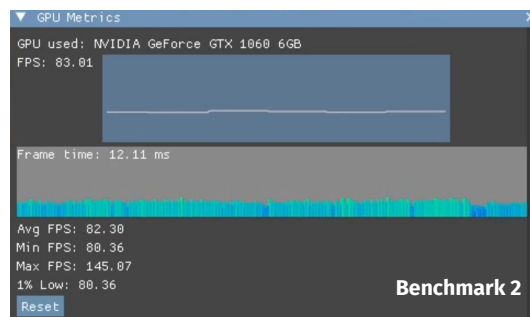 ▼ GPU Metrics
GPU used: NVIDIA GeForce GTX 1060 6GB
FPS: 83.01
Frame time: 12.11 ms
Avg FPS: 82.30
Min FPS: 80.36
Max FPS: 145.07
1% Low: 80.36
Benchmark 2
Reset